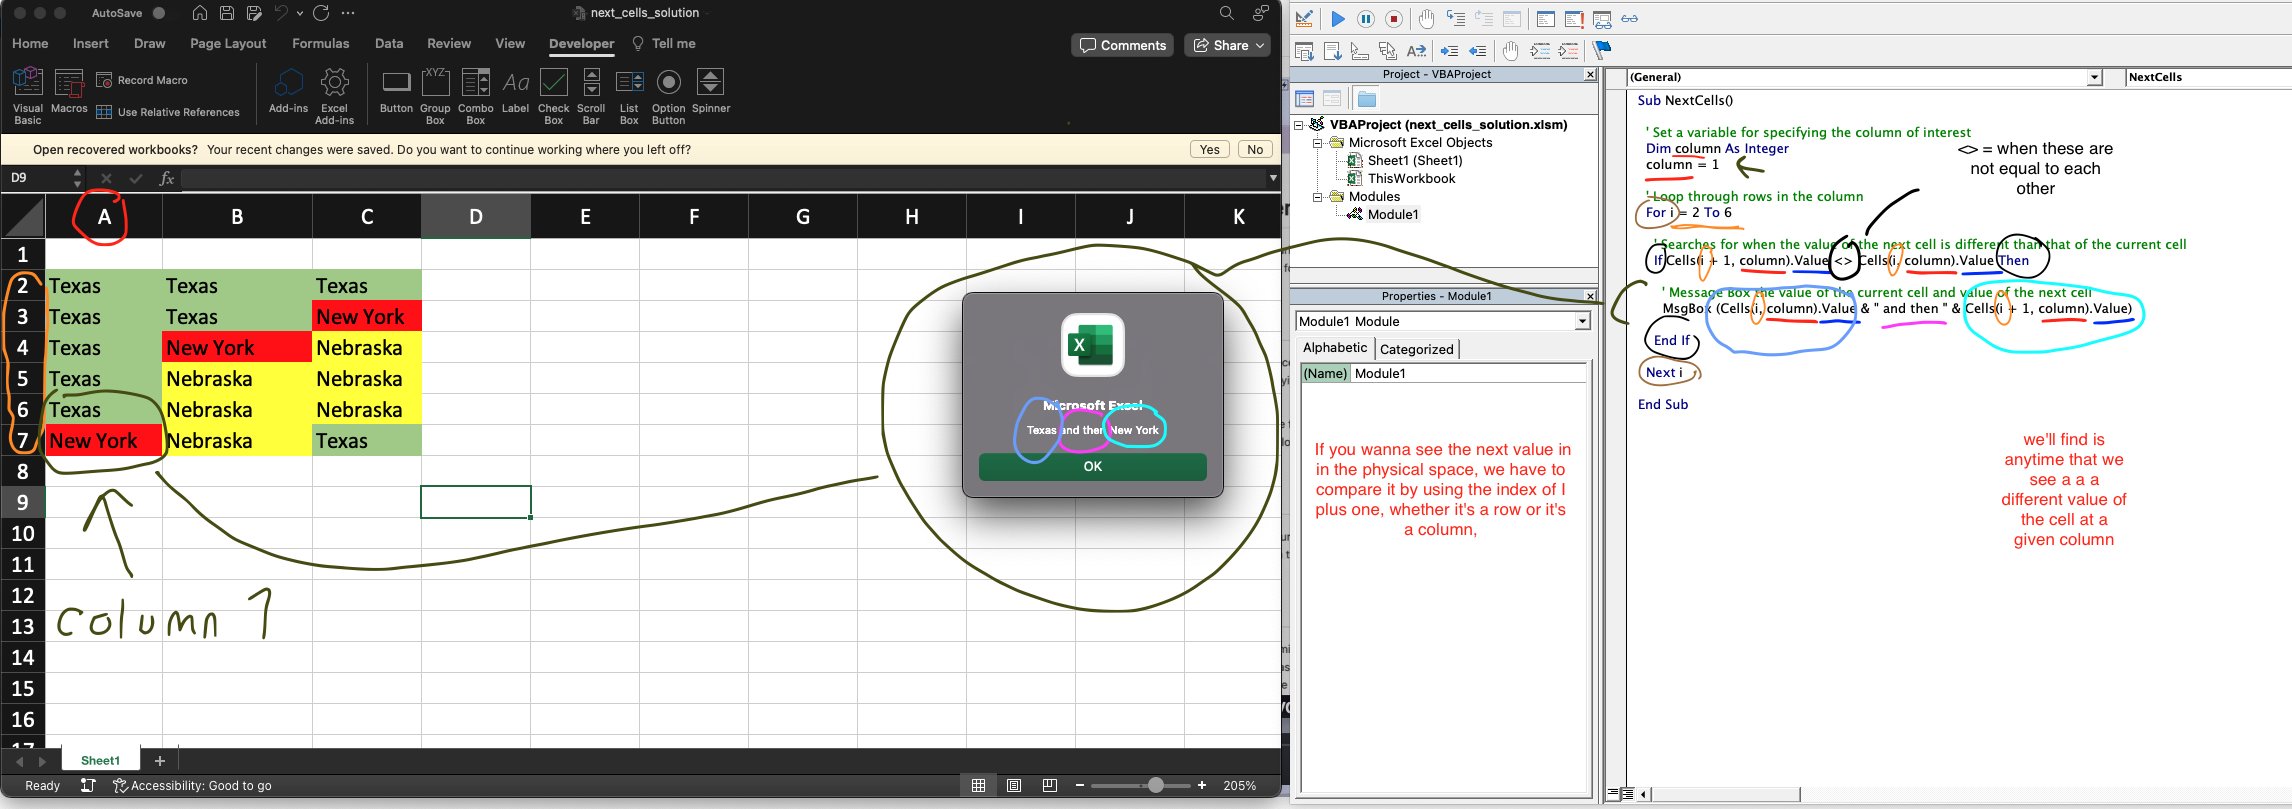 AutoSave
next_cells_solution
Home Insert Draw Page Layout Formulas Data Review View Developer Tell me
Comments Share
Visual Basic
Macros
Record Macro
Use Relative References
Add-ins
Excel Add-ins
Button
Group Box
Combo Box
Label
Check Box
Scroll Bar
List Box
Option Button
Spinner
XYZ
Aa
Open recovered workbooks? Your recent changes were saved. Do you want to continue working where you left off? Yes No
D9 fx
A B C D E F G H I J K
1
2 Texas Texas Texas
3 Texas Texas New York
4 Texas New York Nebraska
5 Texas Nebraska Nebraska
6 Texas Nebraska Nebraska
7 New York Nebraska Texas
8
9
10
11
12
13
14
15
16
17
column 1
X
Microsoft Excel
Texas and then New York
OK
Sheet1 +
Ready Accessibility: Good to go 205%
Project - VBAProject
VBAProject (next_cells_solution.xlsm)
Microsoft Excel Objects
Sheet1 (Sheet1)
ThisWorkbook
Modules
Module1
Properties - Module1
Module1 Module
Alphabetic Categorized
(Name) Module1
If you wanna see the next value in
in the physical space, we have to
compare it by using the index of I
plus one, whether it's a row or it's
a column,
(General) NextCells
Sub NextCells()
' Set a variable for specifying the column of interest
Dim column As Integer
column = 1
<> = when these are
not equal to each
other
' Loop through rows in the column
For i = 2 To 6
' Searches for when the value of the next cell is different than that of the current cell
If Cells(i + 1, column).Value <> Cells(i, column).Value Then
' Message Box the value of the current cell and value of the next cell
MsgBox (Cells(i, column).Value & " and then " & Cells(i + 1, column).Value)
End If
Next i
End Sub
we'll find is
anytime that we
see a a a
different value of
the cell at a
given column